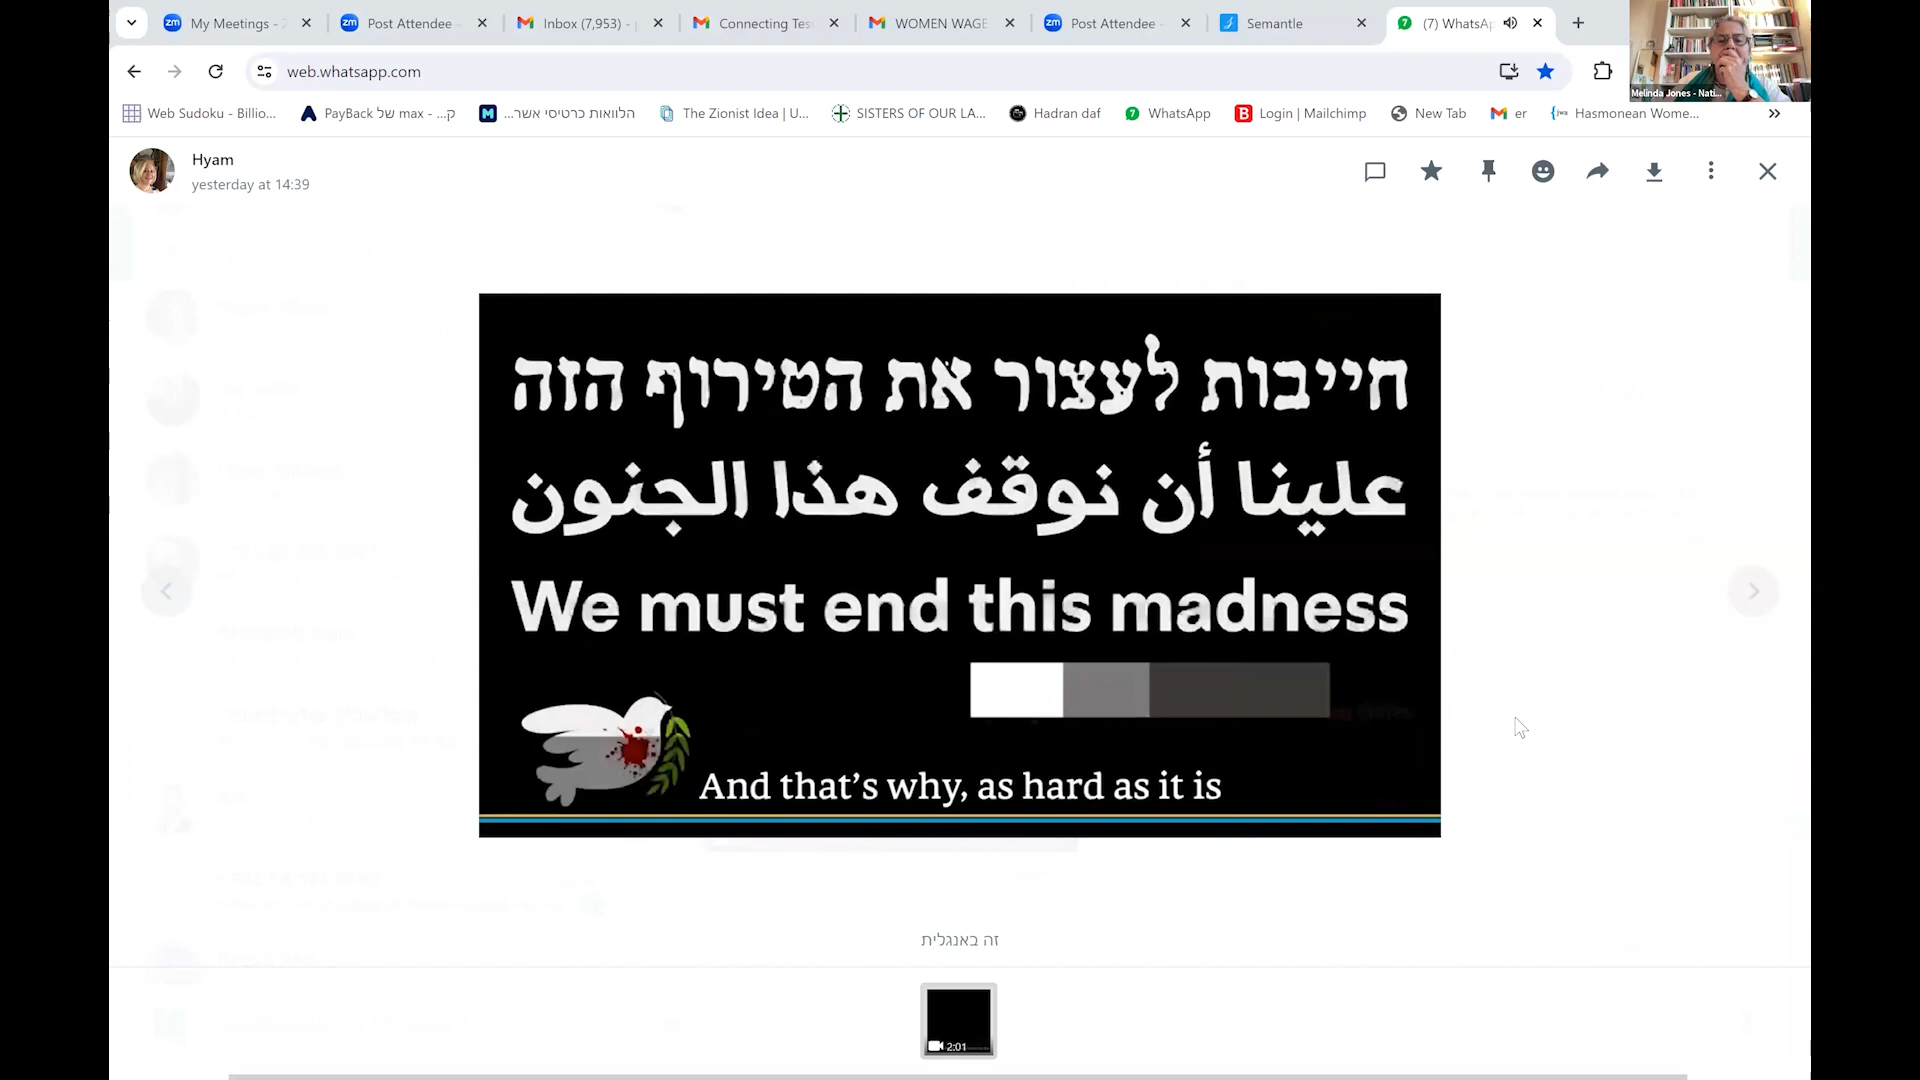 My Meetings - 2
Post Attendee -
Inbox (7,953) -
Connecting Tes
WOMEN WAGE
Post Attendee -
Semantle
(7) WhatsAp
web.whatsapp.com
Web Sudoku - Billio...
PayBack של max - ...ק
הלוואות כרטיסי אשר...
The Zionist Idea | U...
SISTERS OF OUR LA...
Hadran daf
WhatsApp
Login | Mailchimp
New Tab
er
Hasmonean Wome...
Melinda Jones - Nati...
Hyam
yesterday at 14:39
חייבות לעצור את הטירוף הזה
علينا أن نوقف هذا الجنون
We must end this madness
And that's why, as hard as it is
זה באנגלית
2:01